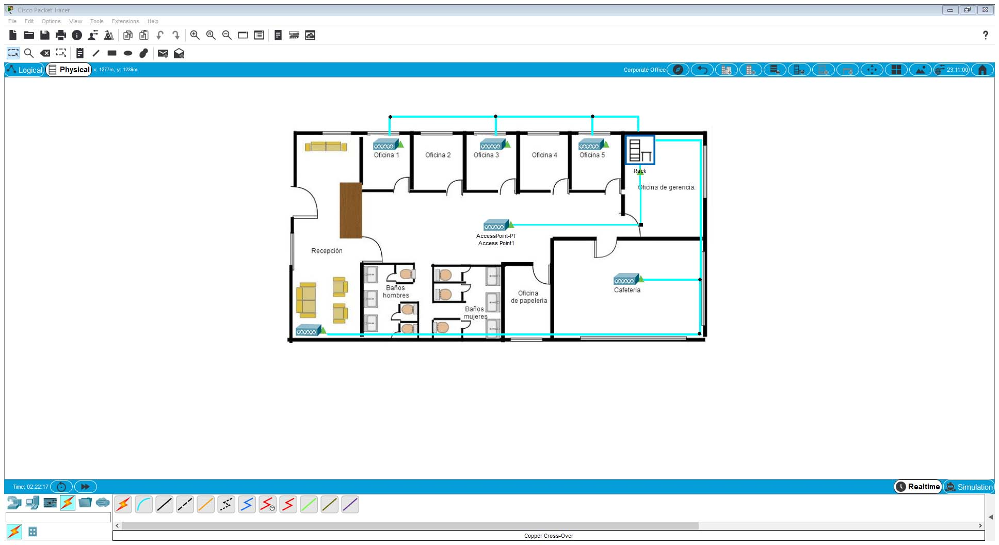 Cisco Packet Tracer
File Edit Options View Tools Extensions Help
?
Logical Physical x: 1277m, y: 1239m Corporate Office 23:11:00
Oficina 1 Oficina 2 Oficina 3 Oficina 4 Oficina 5
Rack
Oficina de gerencia.
AccessPoint-PT
Access Point1
Recepción
Baños
hombres
Baños
mujeres
Oficina
de papeleria
Cafeteria
Time: 02:22:17 Realtime Simulation
Copper Cross-Over